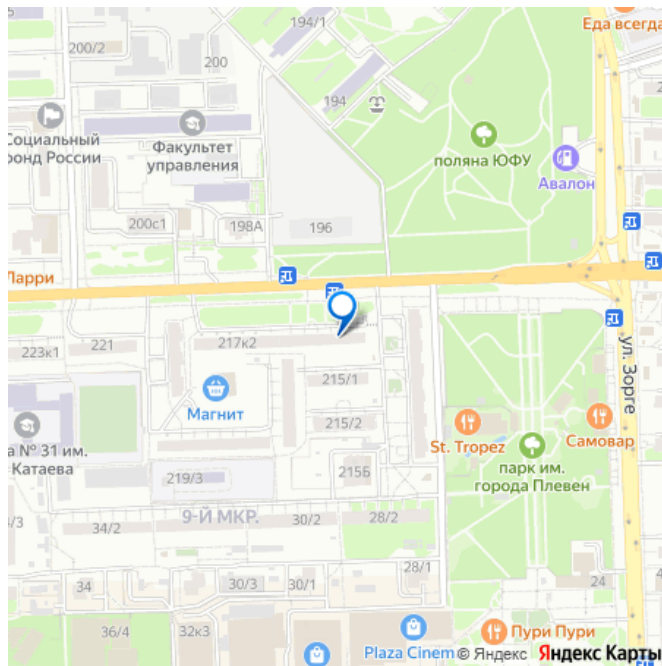 194/1
Еда всегда
200/2
200
194
Социальный
фонд России
Факультет
управления
поляна ЮФУ
Авалон
200с1
198А
196
Ларри
223к1
221
217к2
215/1
ул. Зорге
Магнит
215/2
St. Tropez
Самовар
а № 31 им.
Катаева
219/3
215Б
парк им.
города Плевен
9-Й МКР.
4/3
34/2
30/2
28/2
28/1
34
30/3
30/1
24
36/4
32к3
Plaza Cinem
Пури Пури
© Яндекс Яндекс Карты